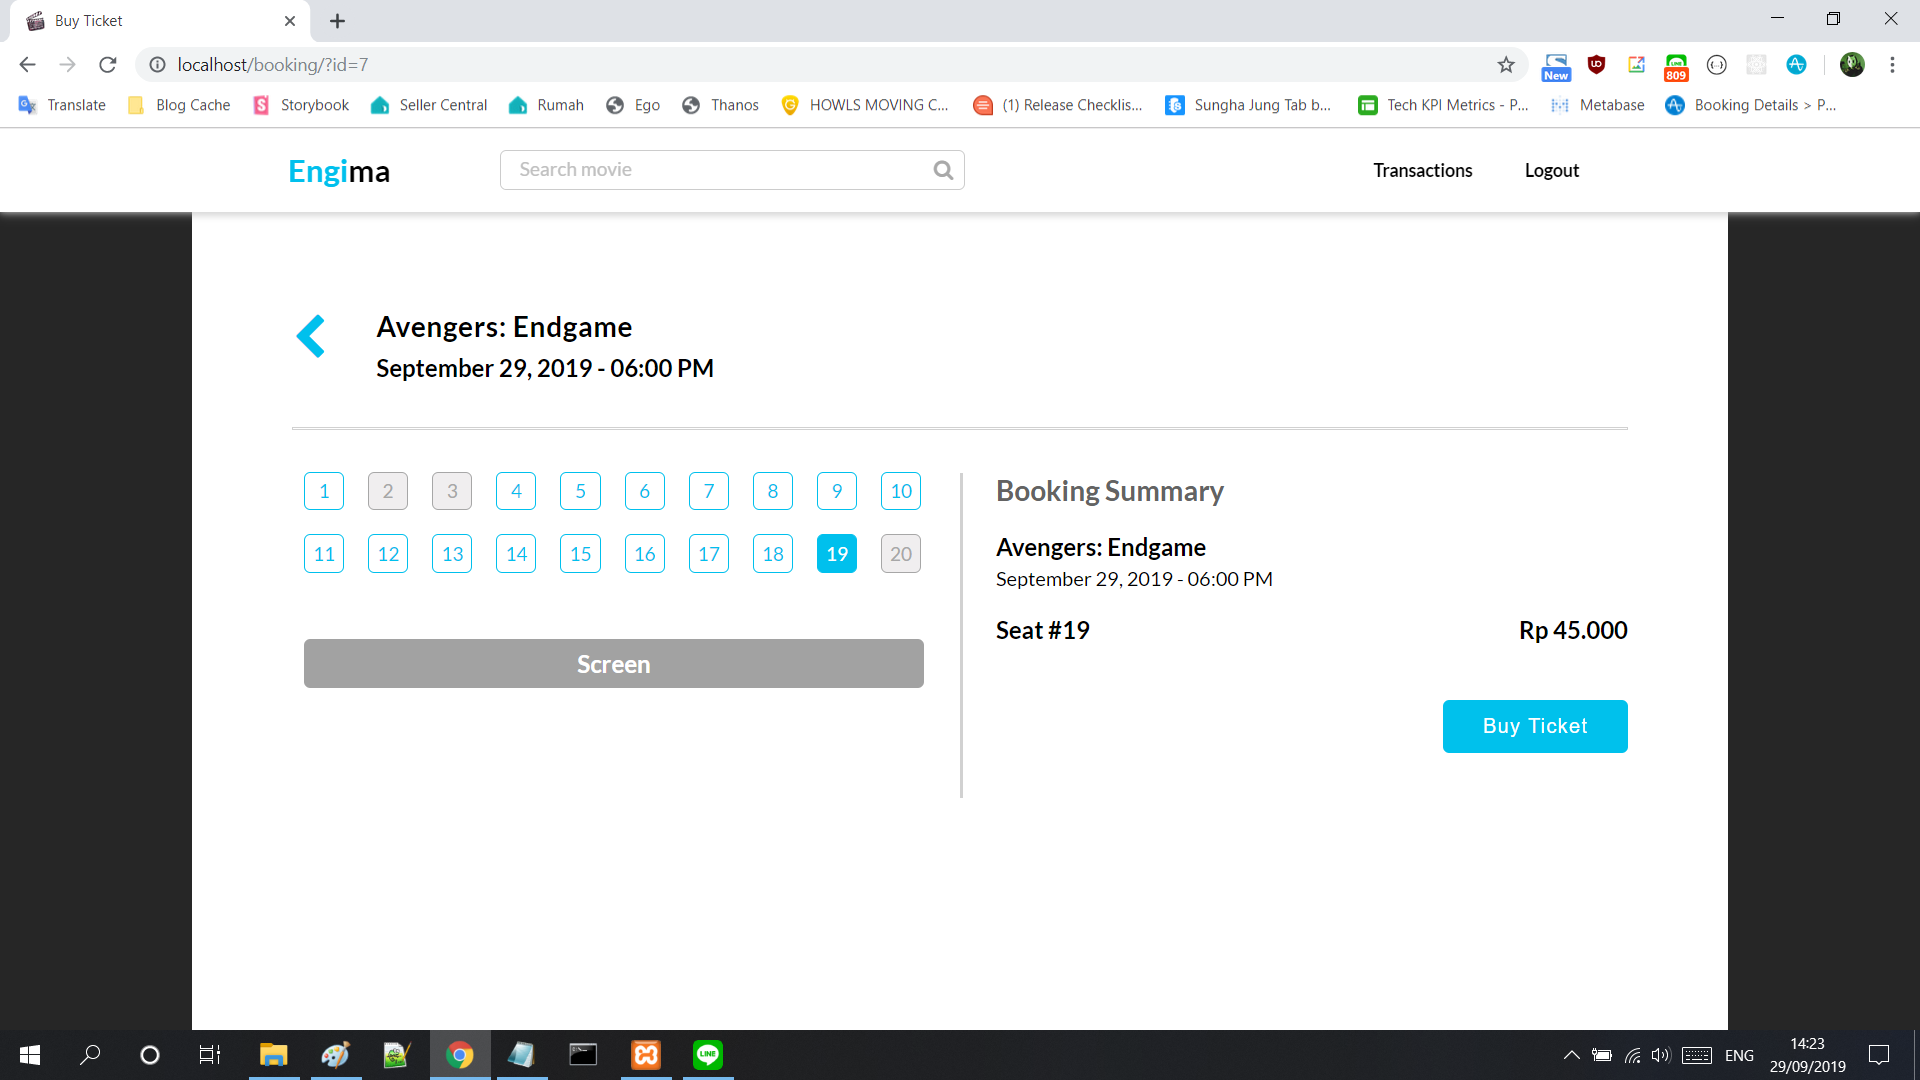 Buy Ticket
localhost/booking/?id=7
New
809
Translate
Blog Cache
Storybook
Seller Central
Rumah
Ego
Thanos
HOWLS MOVING C...
(1) Release Checklis...
Sungha Jung Tab b...
Tech KPI Metrics - P...
Metabase
Booking Details > P...
Engima
Search movie
Transactions
Logout
Avengers: Endgame
September 29, 2019 - 06:00 PM
1 2 3 4 5 6 7 8 9 10
11 12 13 14 15 16 17 18 19 20
Screen
Booking Summary
Avengers: Endgame
September 29, 2019 - 06:00 PM
Seat #19
Rp 45.000
Buy Ticket
LINE
ENG
14:23
29/09/2019